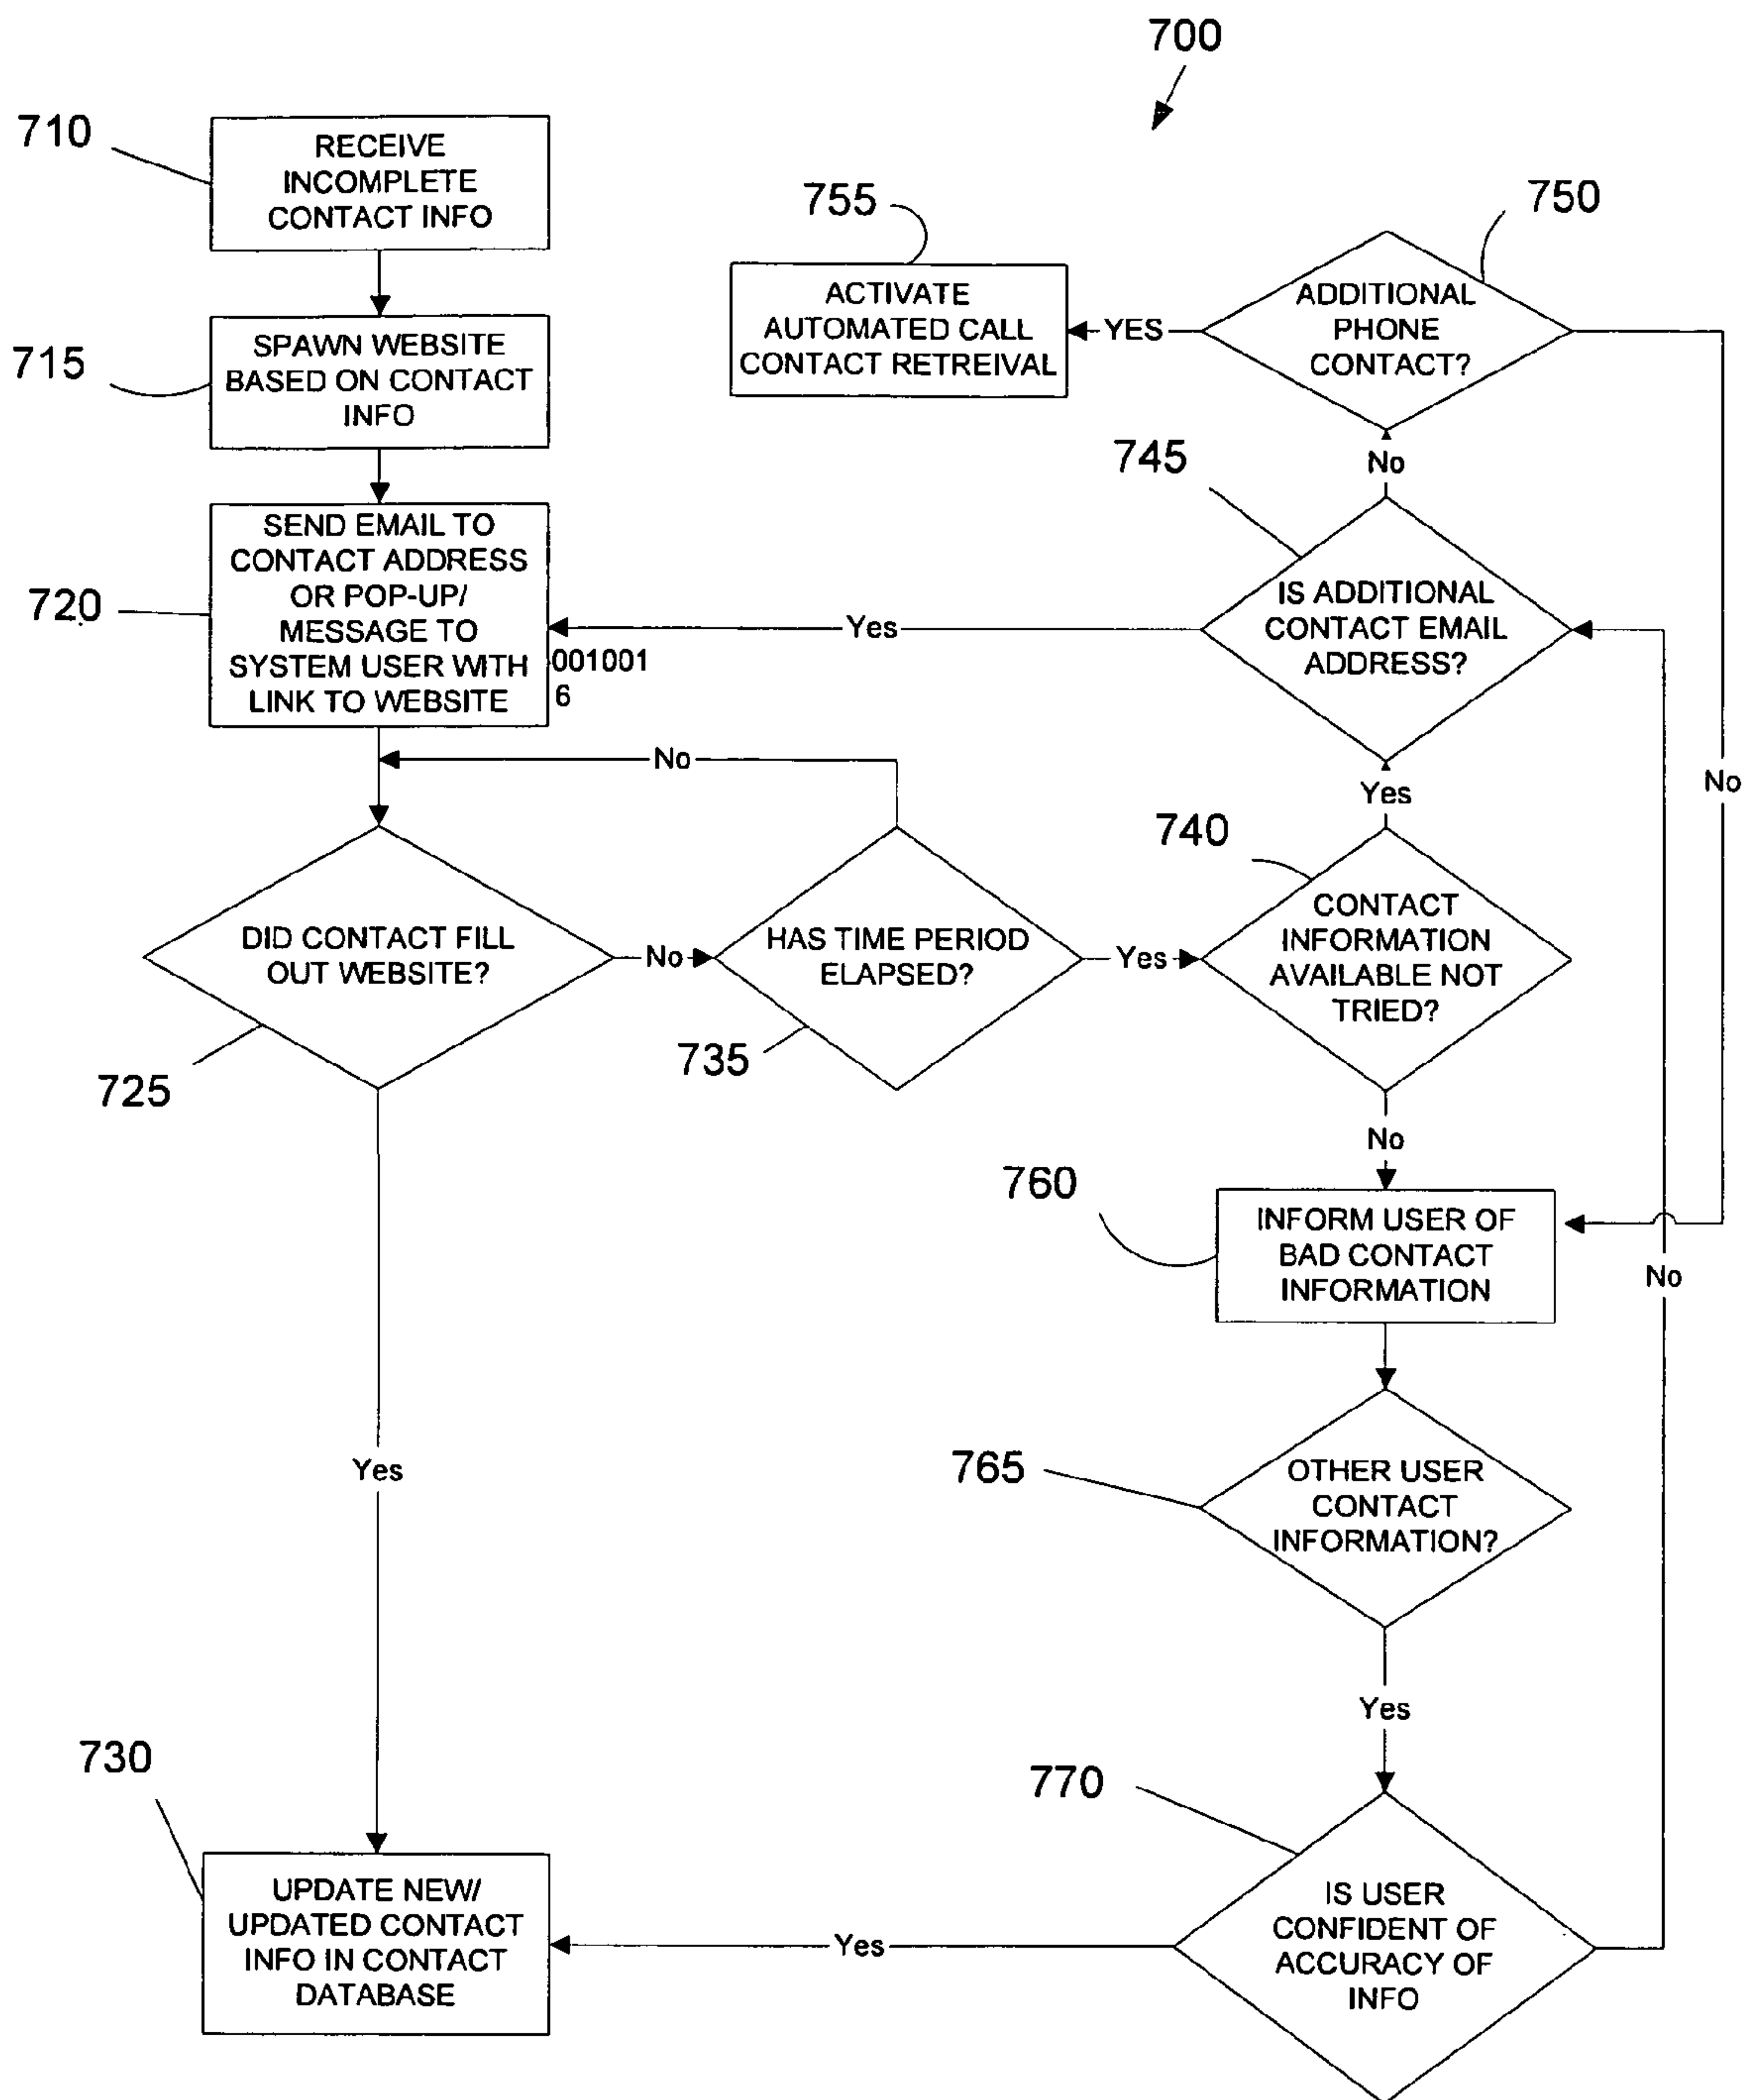 700
710
RECEIVE
INCOMPLETE
CONTACT INFO
715
SPAWN WEBSITE
BASED ON CONTACT
INFO
720
SEND EMAIL TO
CONTACT ADDRESS
OR POP-UP/
MESSAGE TO
SYSTEM USER WITH
LINK TO WEBSITE
001001
6
755
ACTIVATE
AUTOMATED CALL
CONTACT RETREIVAL
YES
750
ADDITIONAL
PHONE
CONTACT?
No
745
No
IS ADDITIONAL
CONTACT EMAIL
ADDRESS?
Yes
No
Yes
740
CONTACT
INFORMATION
AVAILABLE NOT
TRIED?
DID CONTACT FILL
OUT WEBSITE?
725
No
HAS TIME PERIOD
ELAPSED?
735
Yes
No
760
INFORM USER OF
BAD CONTACT
INFORMATION
No
765
OTHER USER
CONTACT
INFORMATION?
Yes
Yes
730
UPDATE NEW/
UPDATED CONTACT
INFO IN CONTACT
DATABASE
Yes
770
IS USER
CONFIDENT OF
ACCURACY OF
INFO